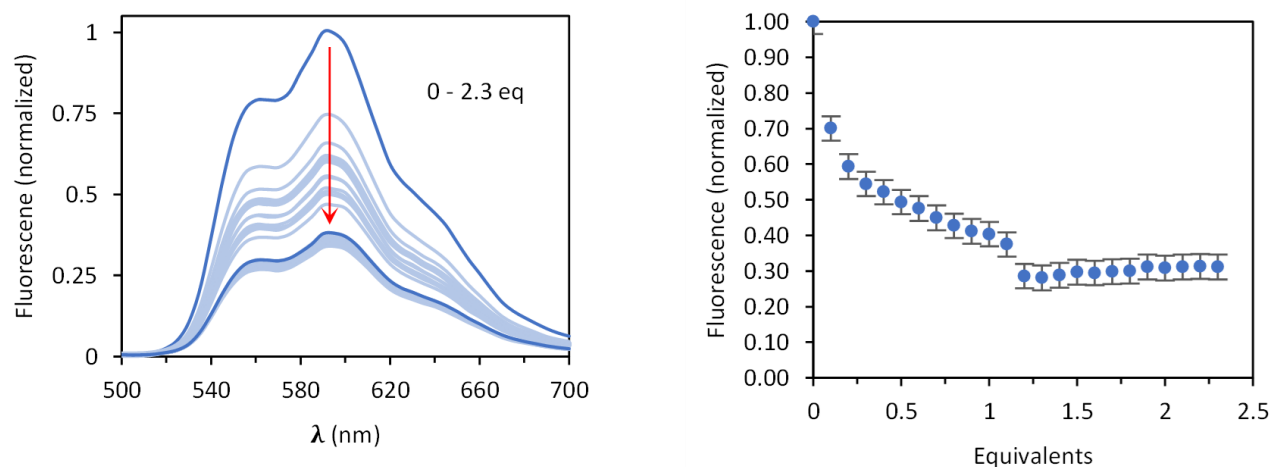 Fluorescene (normalized)
1
0.75
0.5
0.25
0
0 - 2.3 eq
500 540 580 620 660 700
λ (nm)
Fluorescence (normalized)
1.00
0.90
0.80
0.70
0.60
0.50
0.40
0.30
0.20
0.10
0.00
0 0.5 1 1.5 2 2.5
Equivalents